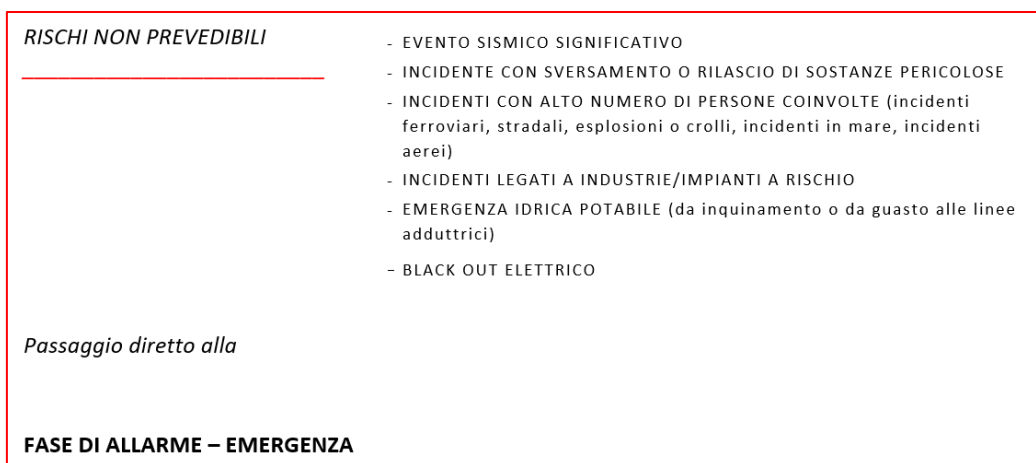 RISCHI NON PREVEDIBILI
- EVENTO SISMICO SIGNIFICATIVO
- INCIDENTE CON SVERSAMENTO O RILASCIO DI SOSTANZE PERICOLOSE
- INCIDENTI CON ALTO NUMERO DI PERSONE COINVOLTE (incidenti
ferroviari, stradali, esplosioni o crolli, incidenti in mare, incidenti
aerei)
- INCIDENTI LEGATI A INDUSTRIE/IMPIANTI A RISCHIO
- EMERGENZA IDRICA POTABILE (da inquinamento o da guasto alle linee
adduttrici)
– BLACK OUT ELETTRICO
Passaggio diretto alla
FASE DI ALLARME – EMERGENZA